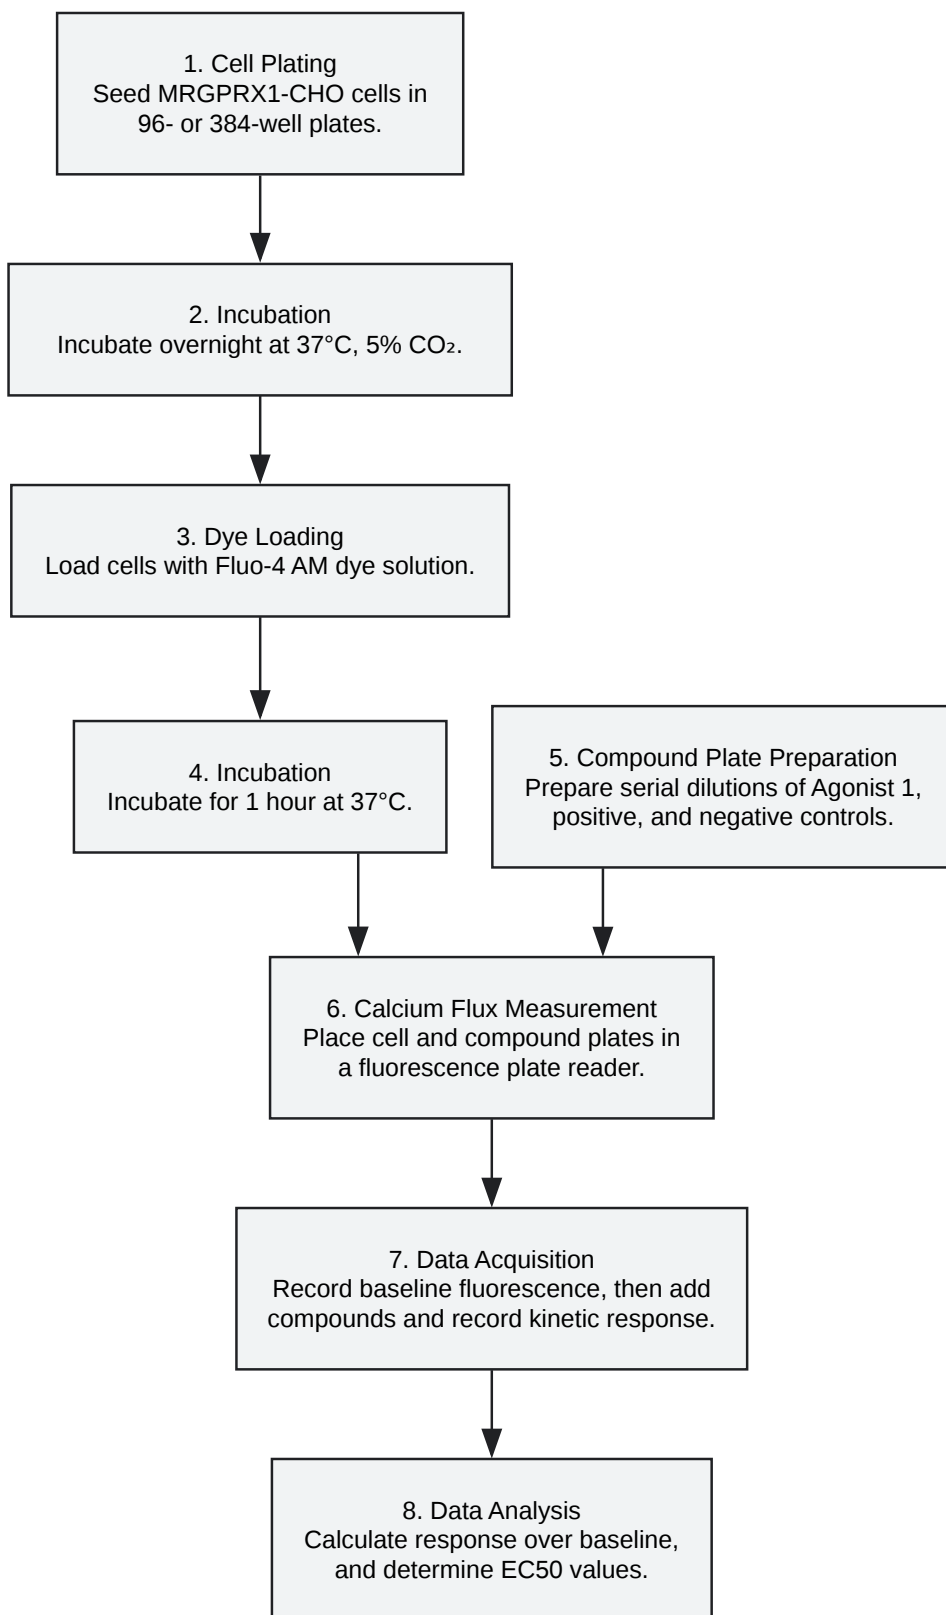 1. Cell Plating
Seed MRGPRX1-CHO cells in
96- or 384-well plates.
2. Incubation
Incubate overnight at 37°C, 5% CO₂.
3. Dye Loading
Load cells with Fluo-4 AM dye solution.
4. Incubation
Incubate for 1 hour at 37°C.
5. Compound Plate Preparation
Prepare serial dilutions of Agonist 1,
positive, and negative controls.
6. Calcium Flux Measurement
Place cell and compound plates in
a fluorescence plate reader.
7. Data Acquisition
Record baseline fluorescence, then add
compounds and record kinetic response.
8. Data Analysis
Calculate response over baseline,
and determine EC50 values.